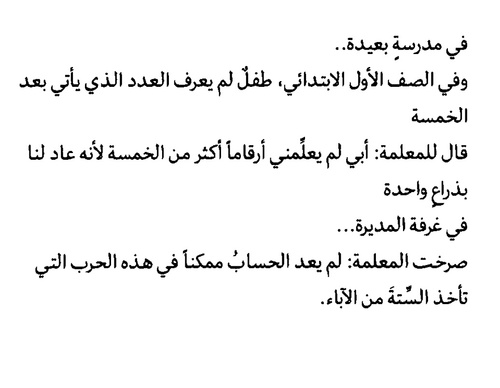 في مدرسةٍ بعيدة..
وفي الصف الأول الابتدائي، طفلٌ لم يعرف العدد الذي يأتي بعد
الخمسة
قال للمعلمة: أبي لم يعلِّمني أرقاماً أكثر من الخمسة لأنه عاد لنا
بذراعٍ واحدة
في غرفة المديرة...
صرخت المعلمة: لم يعد الحسابُ ممكناً في هذه الحرب التي
تأخذ السِّتةَ من الآباء.